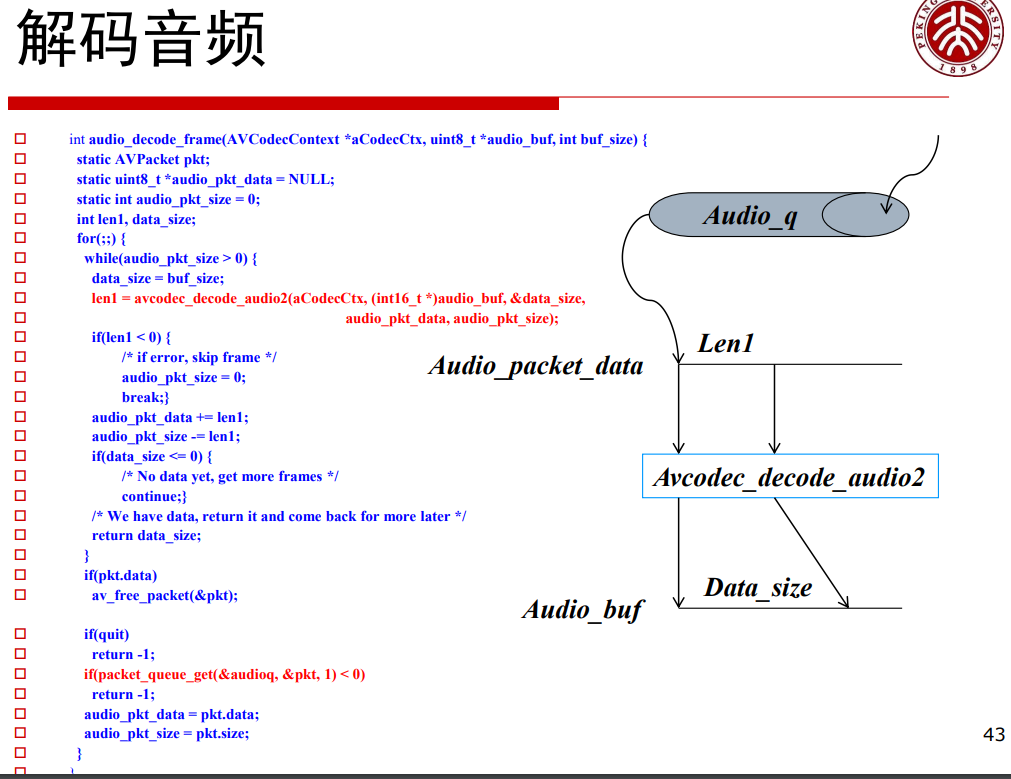 解码音频
PEKING UNIVERSITY
1898
int audio_decode_frame(AVCodecContext *aCodecCtx, uint8_t *audio_buf, int buf_size) {
static AVPacket pkt;
static uint8_t *audio_pkt_data = NULL;
static int audio_pkt_size = 0;
int len1, data_size;
for(;;) {
while(audio_pkt_size > 0) {
data_size = buf_size;
len1 = avcodec_decode_audio2(aCodecCtx, (int16_t *)audio_buf, &data_size,
audio_pkt_data, audio_pkt_size);
if(len1 < 0) {
/* if error, skip frame */
audio_pkt_size = 0;
break;}
audio_pkt_data += len1;
audio_pkt_size -= len1;
if(data_size <= 0) {
/* No data yet, get more frames */
continue;}
/* We have data, return it and come back for more later */
return data_size;
}
if(pkt.data)
av_free_packet(&pkt);
if(quit)
return -1;
if(packet_queue_get(&audioq, &pkt, 1) < 0)
return -1;
audio_pkt_data = pkt.data;
audio_pkt_size = pkt.size;
}
}
Audio_q
Len1
Audio_packet_data
Avcodec_decode_audio2
Data_size
Audio_buf
43